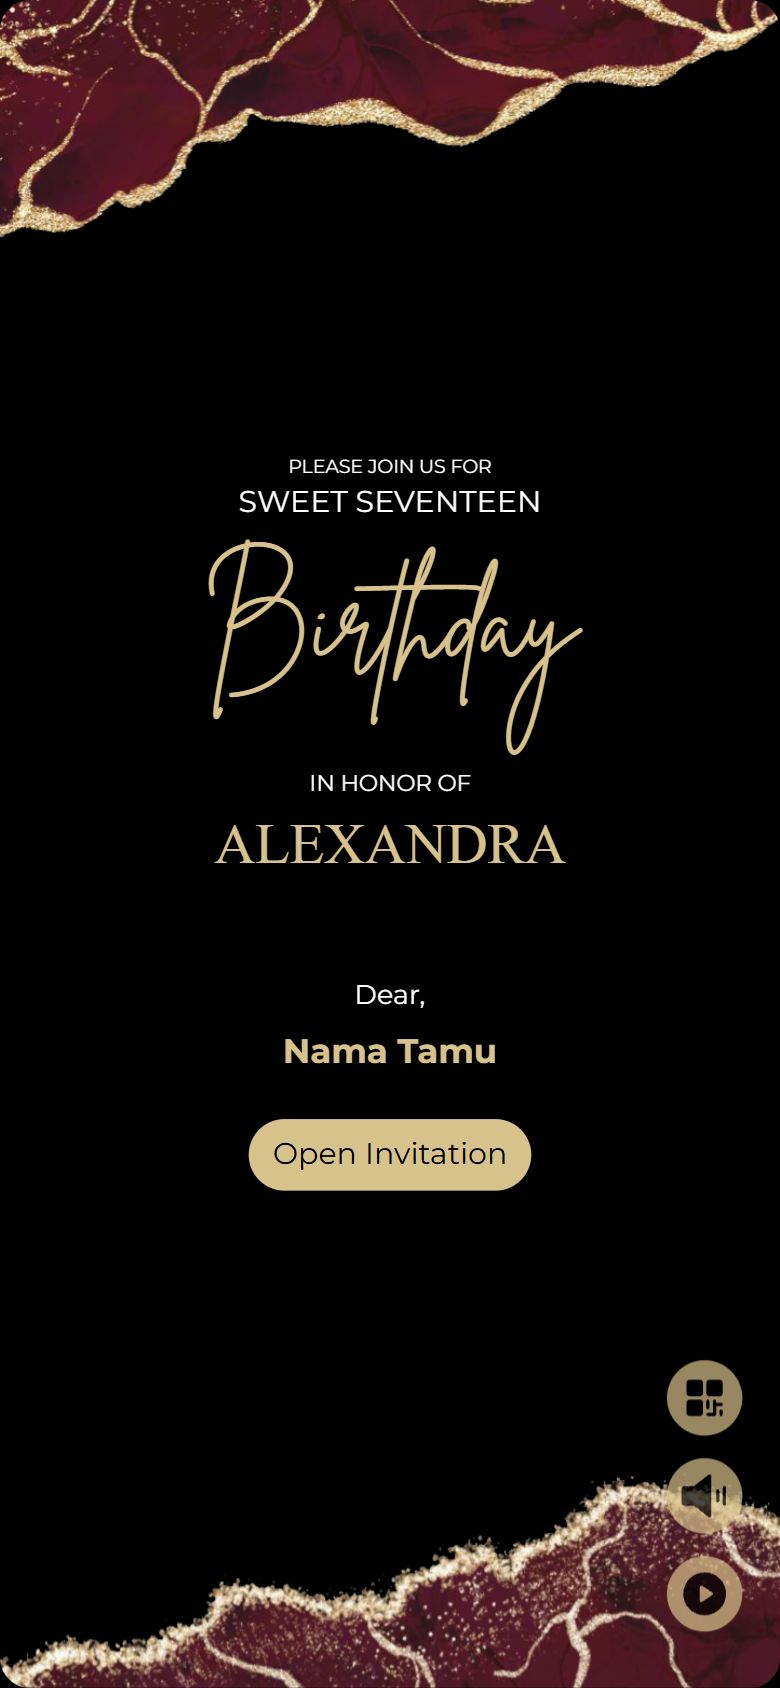 PLEASE JOIN US FOR
SWEET SEVENTEEN
Birthday
IN HONOR OF
ALEXANDRA
Dear,
Nama Tamu
Open Invitation